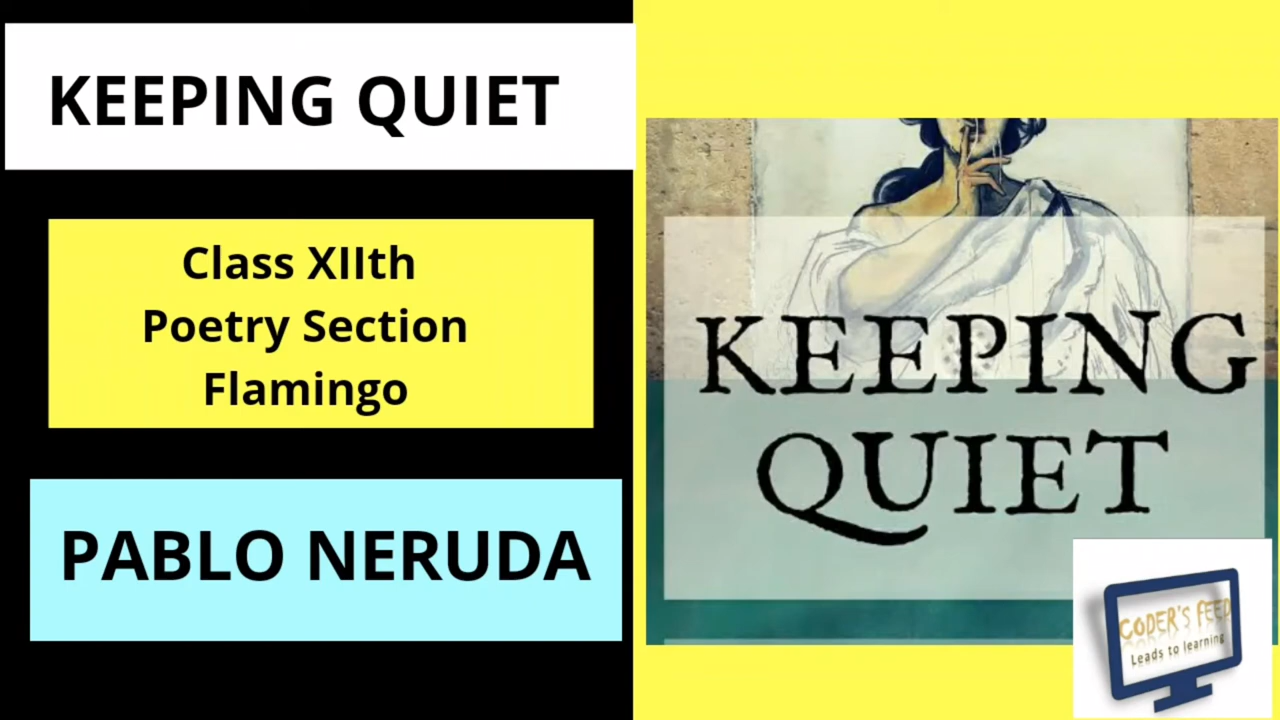 KEEPING QUIET
Class XIIth
Poetry Section
Flamingo
PABLO NERUDA
KEEPING
QUIET
CODER'S FEED
Leads to learning